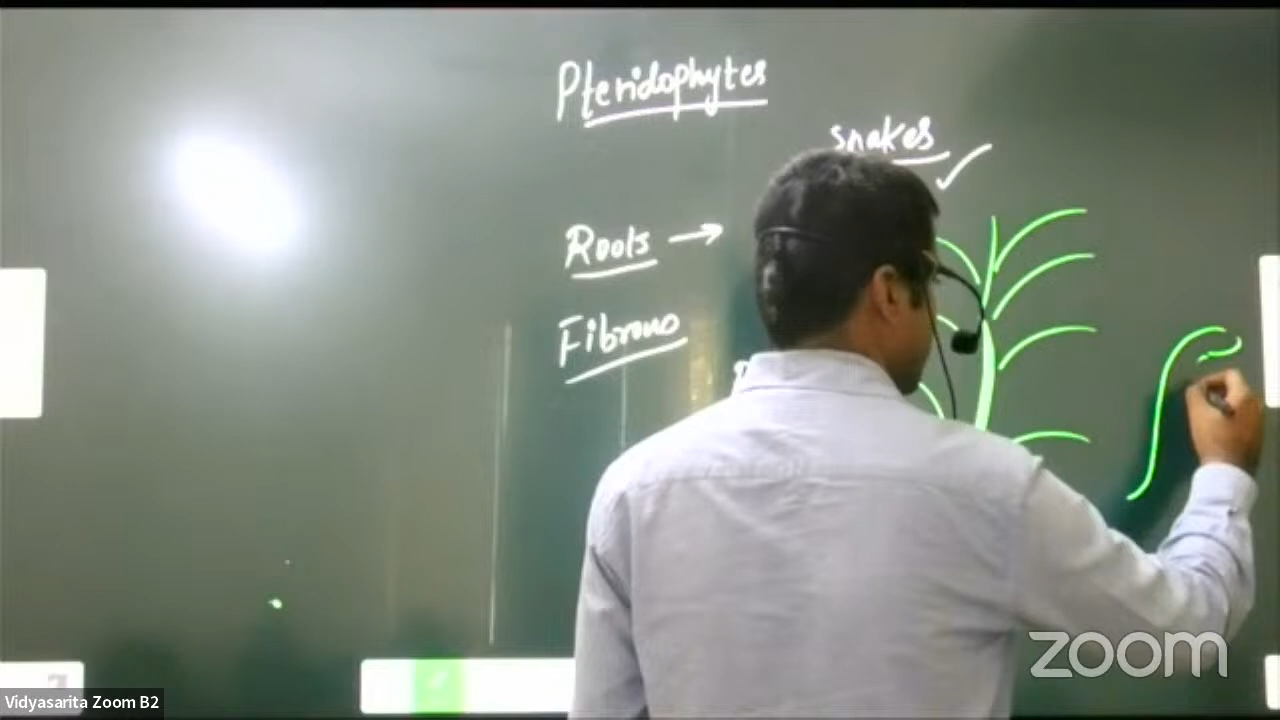 Pteridophytes
snakes
Roots →
Fibrous
zoom
Vidyasarita Zoom B2